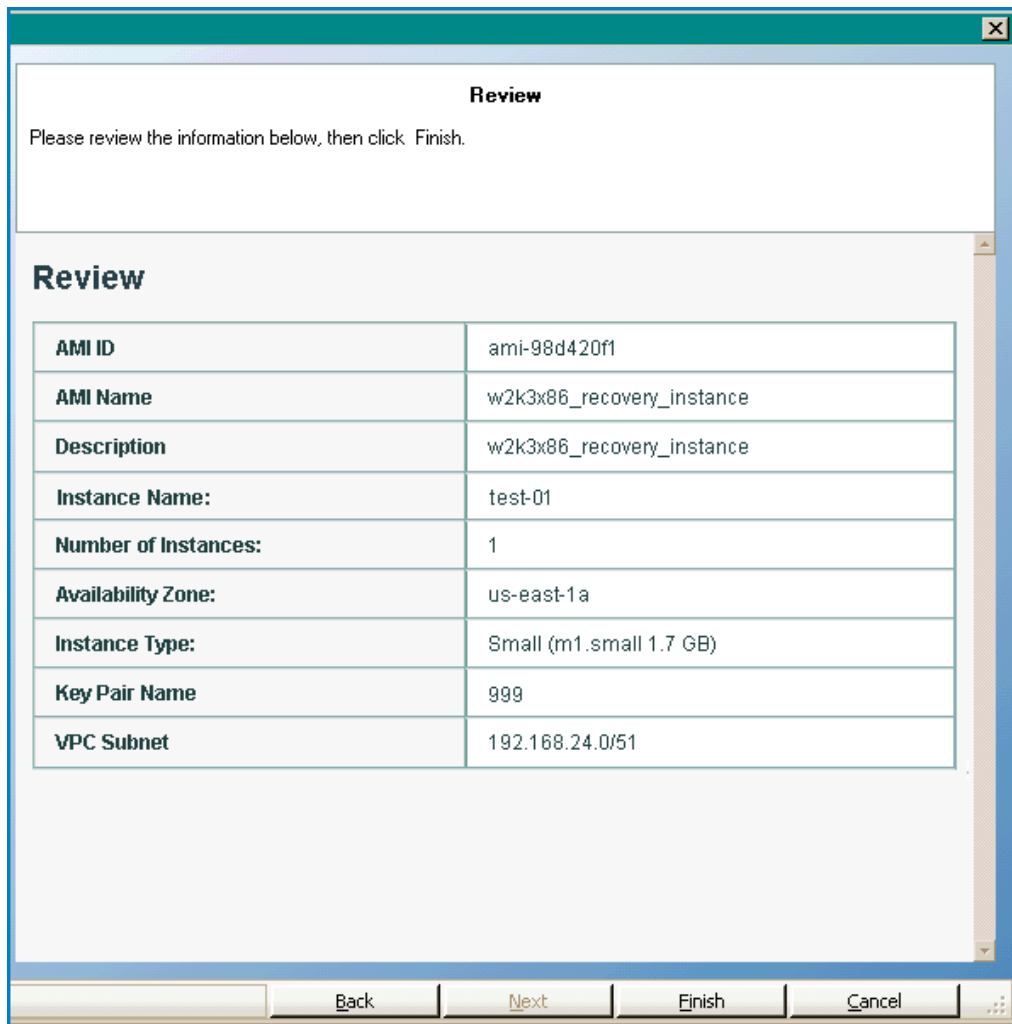 Review
Please review the information below, then click Finish.
Review
AMI ID ami-98d420f1
AMI Name w2k3x86_recovery_instance
Description w2k3x86_recovery_instance
Instance Name: test-01
Number of Instances: 1
Availability Zone: us-east-1a
Instance Type: Small (m1.small 1.7 GB)
Key Pair Name 999
VPC Subnet 192.168.24.0/51
Back Next Finish Cancel